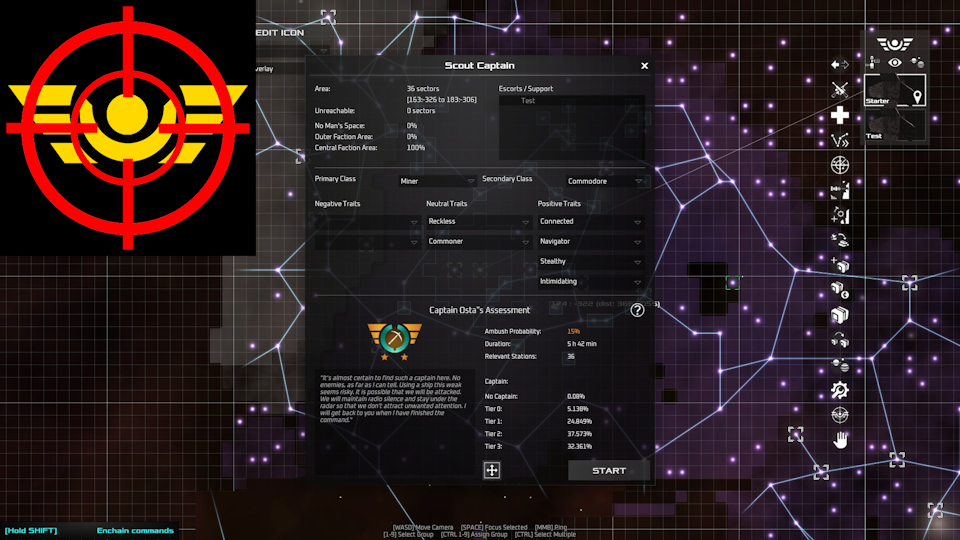 EDIT ICON
verlay
Scout Captain
Area: 36 sectors
[163:-326 to 183:-306]
Unreachable: 0 sectors
No Man's Space: 0%
Outer Faction Area: 0%
Central Faction Area: 100%
Escorts / Support
Test
Primary Class Miner Secondary Class Commodore
Negative Traits Neutral Traits Positive Traits
Reckless Connected
Commoner Navigator
Stealthy
Intimidating
Captain Osta"s Assessment
Ambush Probability: 15%
Duration: 5 h 42 min
Relevant Stations: 36
Captain:
No Captain: 0.08%
Tier 0: 5.138%
Tier 1: 24.849%
Tier 2: 37.573%
Tier 3: 32.361%
"It's almost certain to find such a captain here. No
enemies, as far as I can tell. Using a ship this weak
seems risky. It is possible that we will be attacked.
We will maintain radio silence and stay under the
radar so that we don't attract unwanted attention. I
will get back to you when I have finished the
command."
START
Starter
Test
[Hold SHIFT] Enchain commands
[WASD] Move Camera [SPACE] Focus Selected [MMB] Ping
[1-9] Select Group [CTRL 1-9] Assign Group [CTRL] Select Multiple